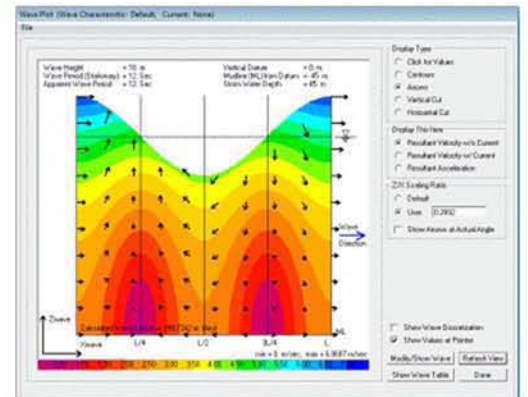 Wave Plot (Wave Characteristic: Default, Current: None)
File
Wave Height = 18 m
Wave Period (Stationary) = 12 Sec
Apparent Wave Period = 12 Sec
Vertical Datum = 0 m
Mudline (ML) from Datum = -45 m
Storm Water Depth = 45 m
Wave
Direction
Zwave
Xwave
L/4
L/2
3L/4
L
ML
min = 0 m/sec, max =
Display Type
Click for Values
Contours
Arrows
Vertical Cut
Horizontal Cut
Display This Item
Resultant Velocity w/o Current
Resultant Velocity w/ Current
Resultant Acceleration
Z/X Scaling Ratio
Default
User
Show Arrows at Actual Angle
Show Wave Discretization
Show Values at Pointer
Modify/Show Wave
Refresh View
Show Wave Table
Done